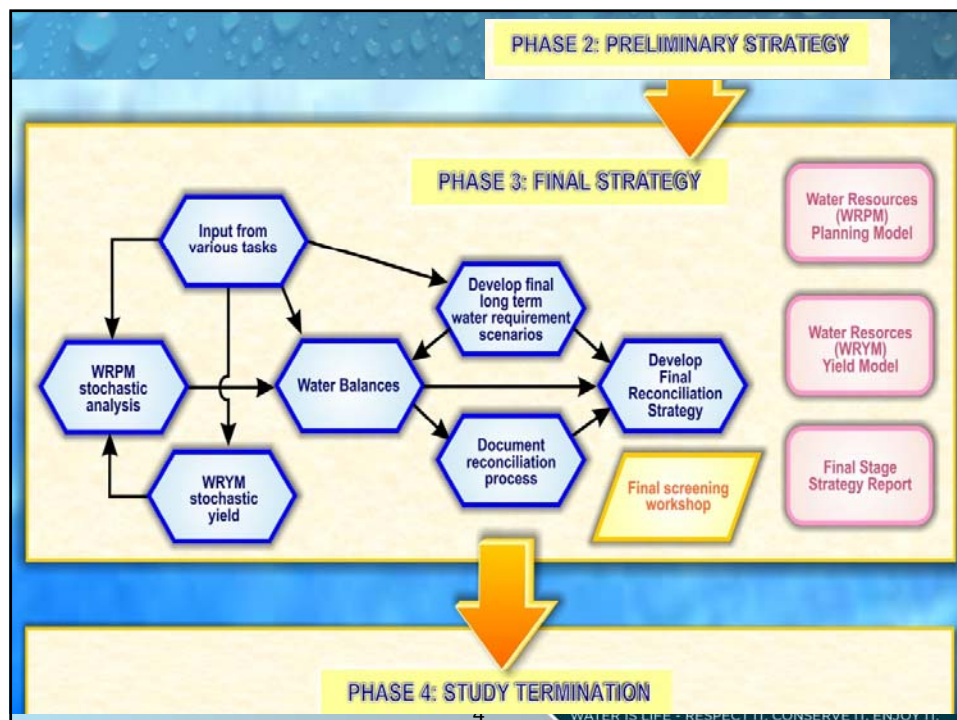 PHASE 2: PRELIMINARY STRATEGY
PHASE 3: FINAL STRATEGY
Input from
various tasks
Develop final
long term
water requirement
scenarios
WRPM
stochastic
analysis
Water Balances
Develop
Final
Reconciliation
Strategy
WRYM
stochastic
yield
Document
reconciliation
process
Final screening
workshop
Water Resources
(WRPM)
Planning Model
Water Resorces
(WRYM)
Yield Model
Final Stage
Strategy Report
PHASE 4: STUDY TERMINATION
4
WATER IS LIFE - RESPECT IT. CONSERVE IT. ENJOY IT.